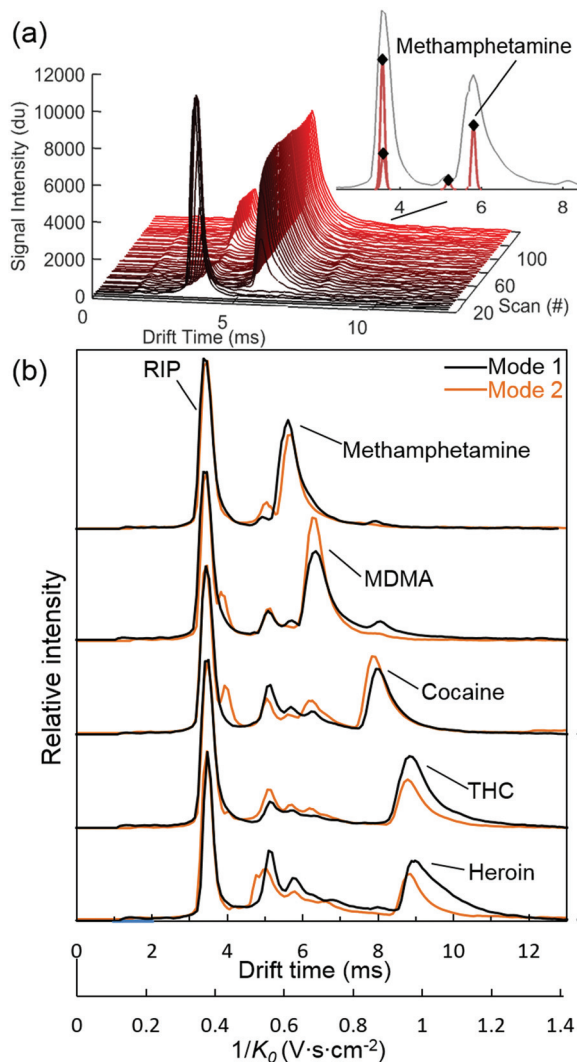 (a)
Methamphetamine
12000
10000
8000
6000
4000
2000
0
Signal Intensity (du)
4 6 8
0 5 10
Drift Time (ms)
20 60 100
Scan (#)
(b)
Mode 1
Mode 2
RIP
Methamphetamine
MDMA
Cocaine
THC
Heroin
Relative intensity
0 2 4 6 8 10 12
Drift time (ms)
0 0.2 0.4 0.6 0.8 1 1.2 1.4
1/K0 (V·s·cm-2)